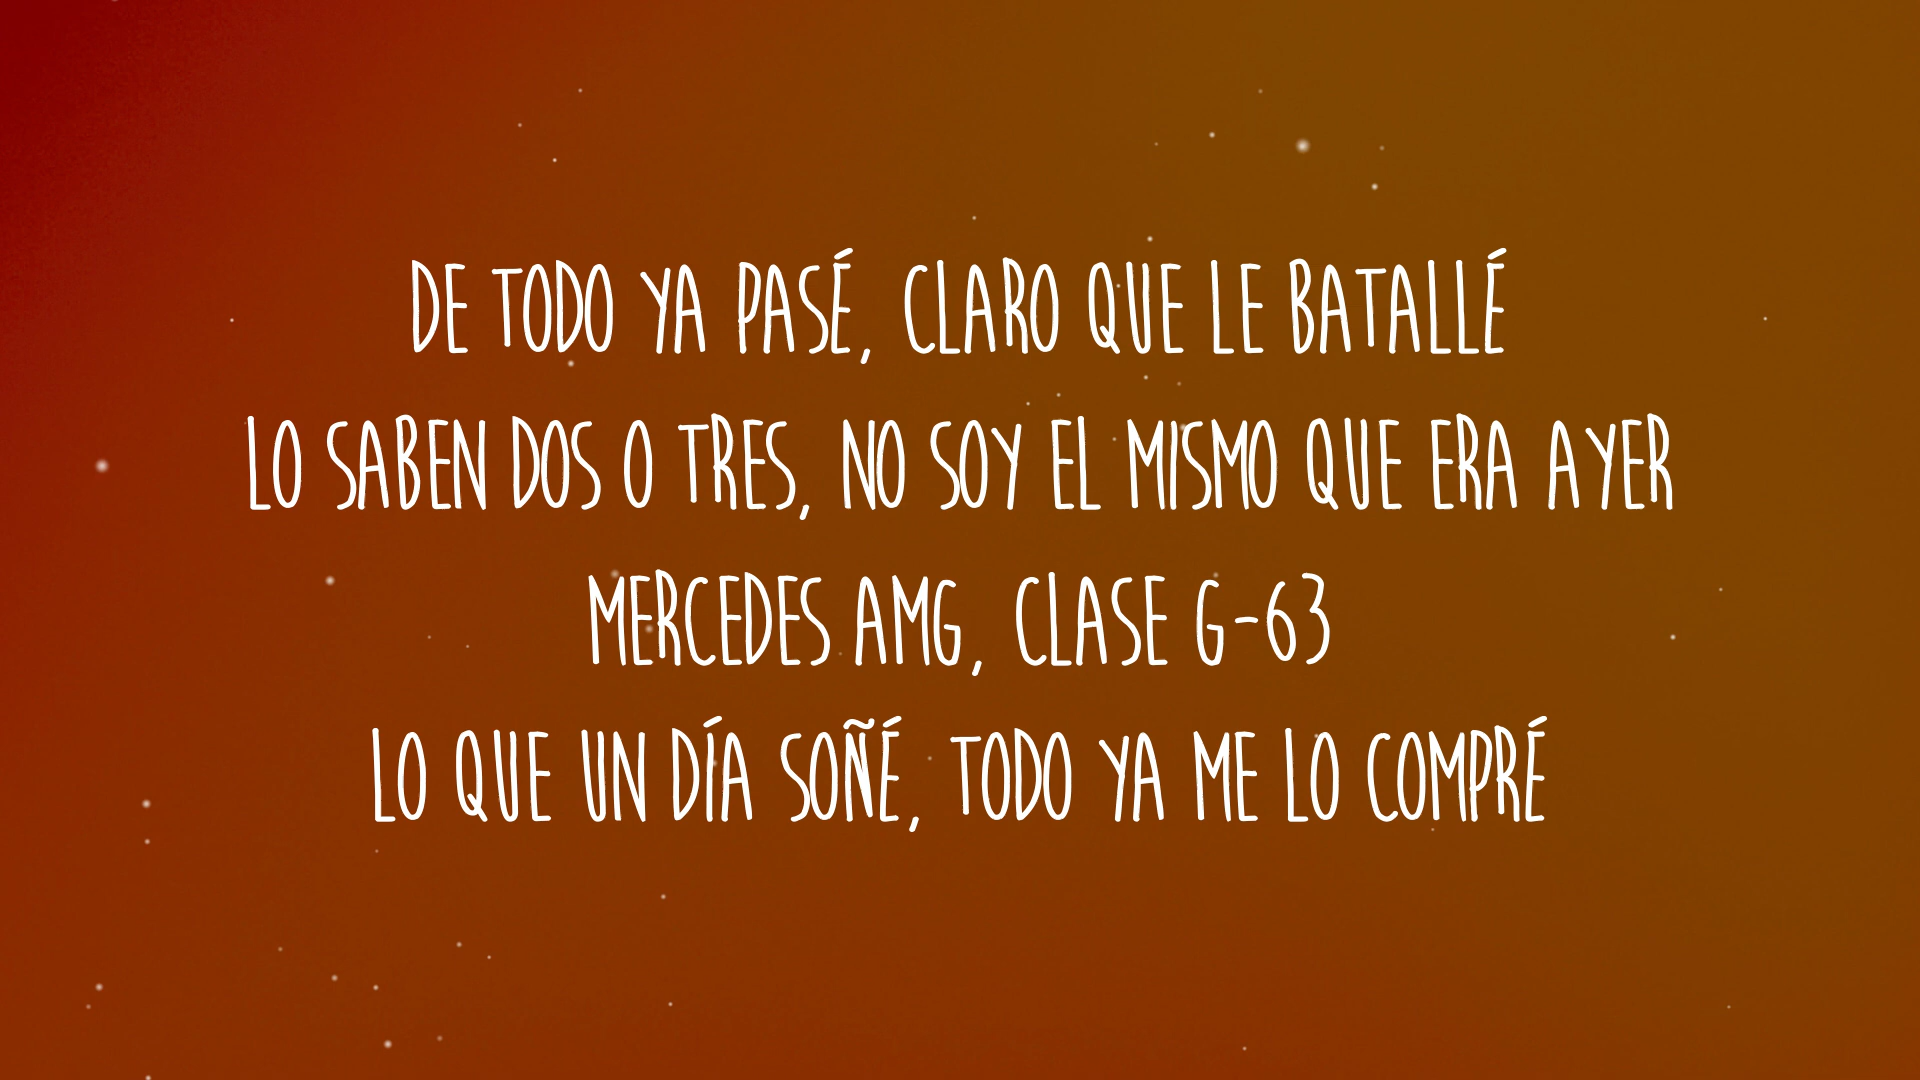 DE TODO YA PASÉ, CLARO QUE LE BATALLÉ
LO SABEN DOS O TRES, NO SOY EL MISMO QUE ERA AYER
MERCEDES AMG, CLASE G-63
LO QUE UN DÍA SOÑÉ, TODO YA ME LO COMPRÉ